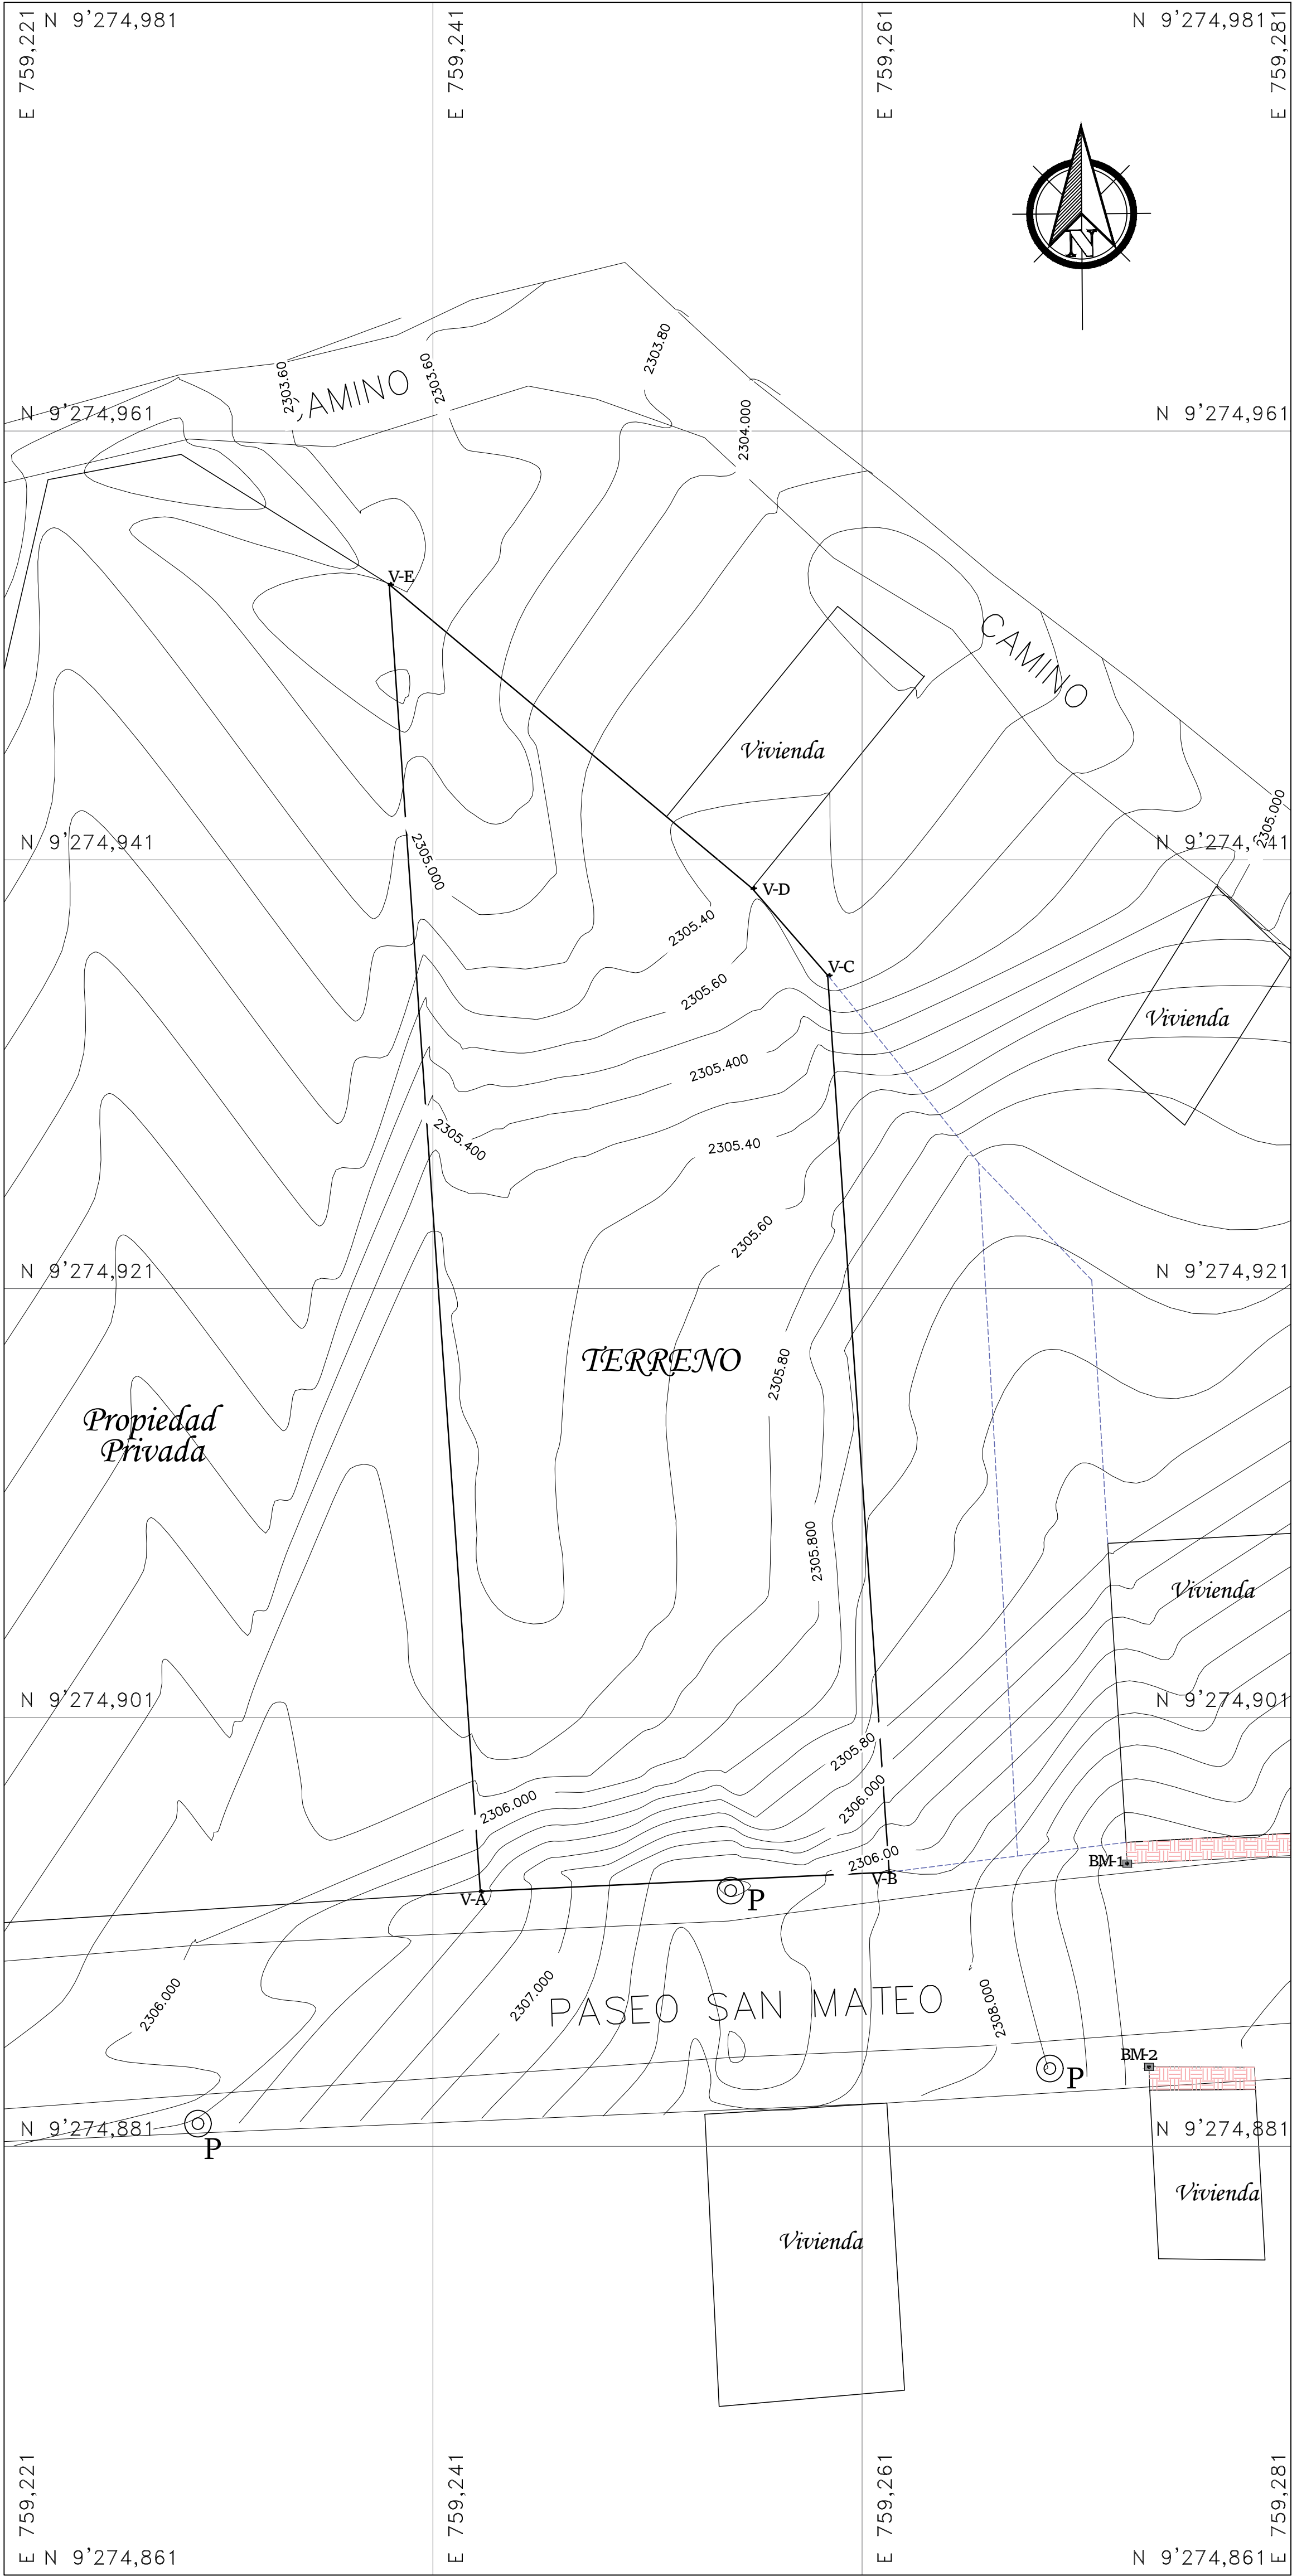 E 759,221
N 9'274,981
E 759,241
E 759,261
N 9'274,981
E 759,281
N
2303.80
2303.60
2303.60
CAMINO
2304.000
N 9'274,961
N 9'274,961
V-E
CAMINO
Vivienda
2305.000
N 9'274,941
N 9'274,941
2305.000
V-D
2305.40
V-C
2305.60
Vivienda
2305.400
2305.400
2305.40
2305.60
N 9'274,921
N 9'274,921
TERRENO
2305.80
Propiedad
Privada
2305.800
Vivienda
N 9'274,901
N 9'274,901
2305.80
2306.000
2306.000
2306.00
BM-1
V-A
V-B
P
2306.000
2307.000
PASEO SAN MATEO
2308.000
BM-2
P
N 9'274,881
N 9'274,881
P
Vivienda
Vivienda
E 759,221
N 9'274,861
E 759,241
E 759,261
N 9'274,861
E 759,281